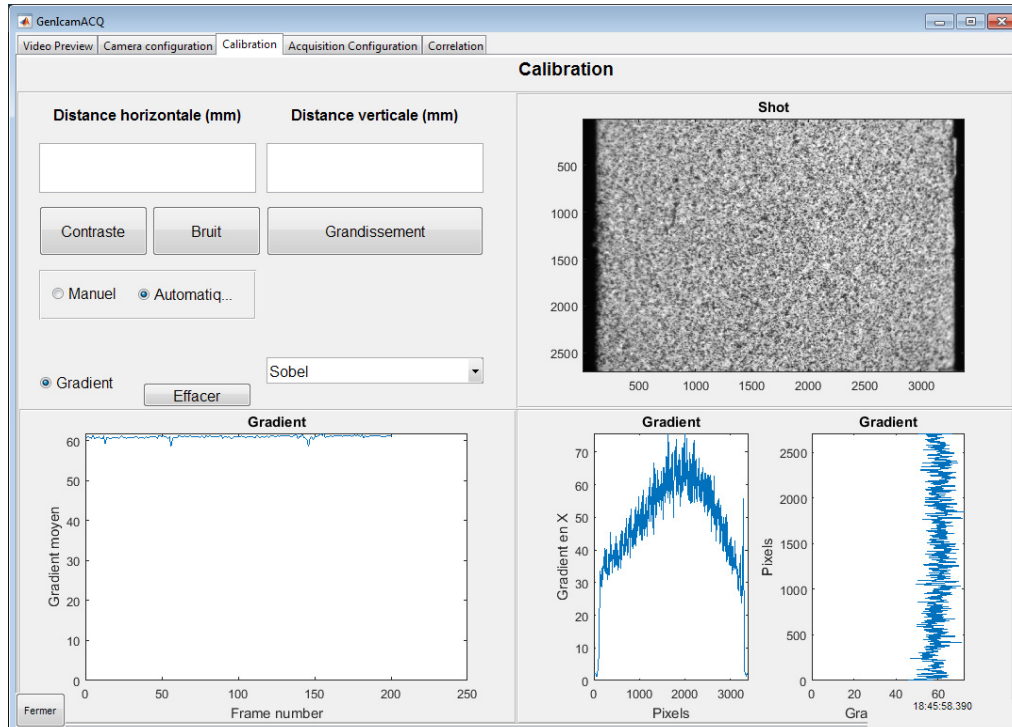 GenIcamACQ
Video Preview Camera configuration Calibration Acquisition Configuration Correlation
Calibration
Distance horizontale (mm) Distance verticale (mm)
Contraste Bruit Grandissement
Manuel Automatiq...
Gradient Effacer Sobel
Shot
500
1000
1500
2000
2500
500 1000 1500 2000 2500 3000
Gradient
60
50
40
30
20
10
0
Gradient moyen
0 50 100 150 200 250
Frame number
Gradient
70
60
50
40
30
20
10
0
Gradient en X
0 1000 2000 3000
Pixels
Gradient
2500
2000
1500
1000
500
0
Pixels
0 20 40 60
Gra
18:45:58.390
Fermer